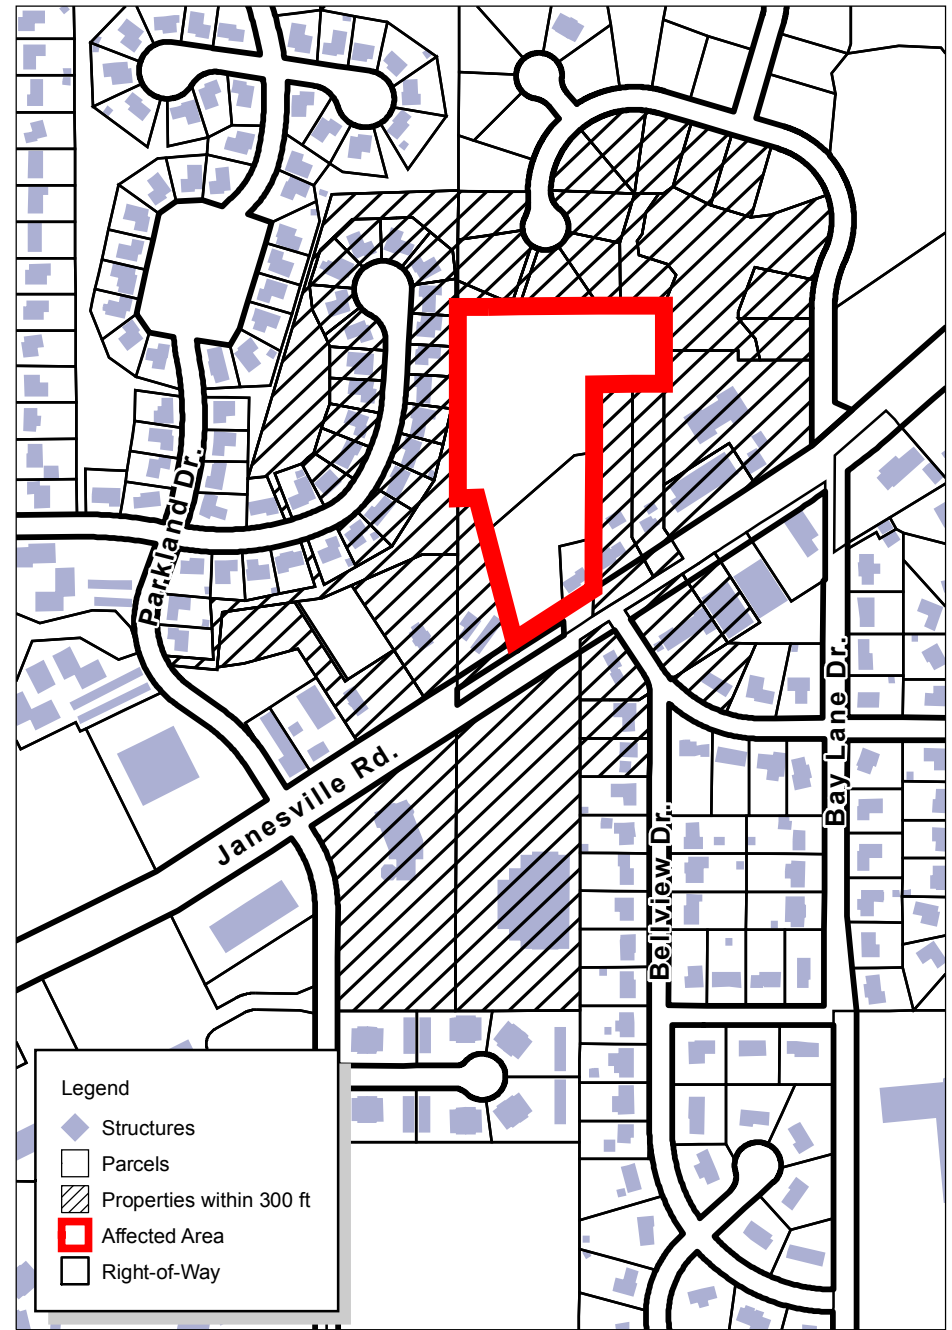 Parkland Dr.
Janesville Rd.
Bay Lane Dr.
Bellview Dr.
Legend
Structures
Parcels
Properties within 300 ft
Affected Area
Right-of-Way